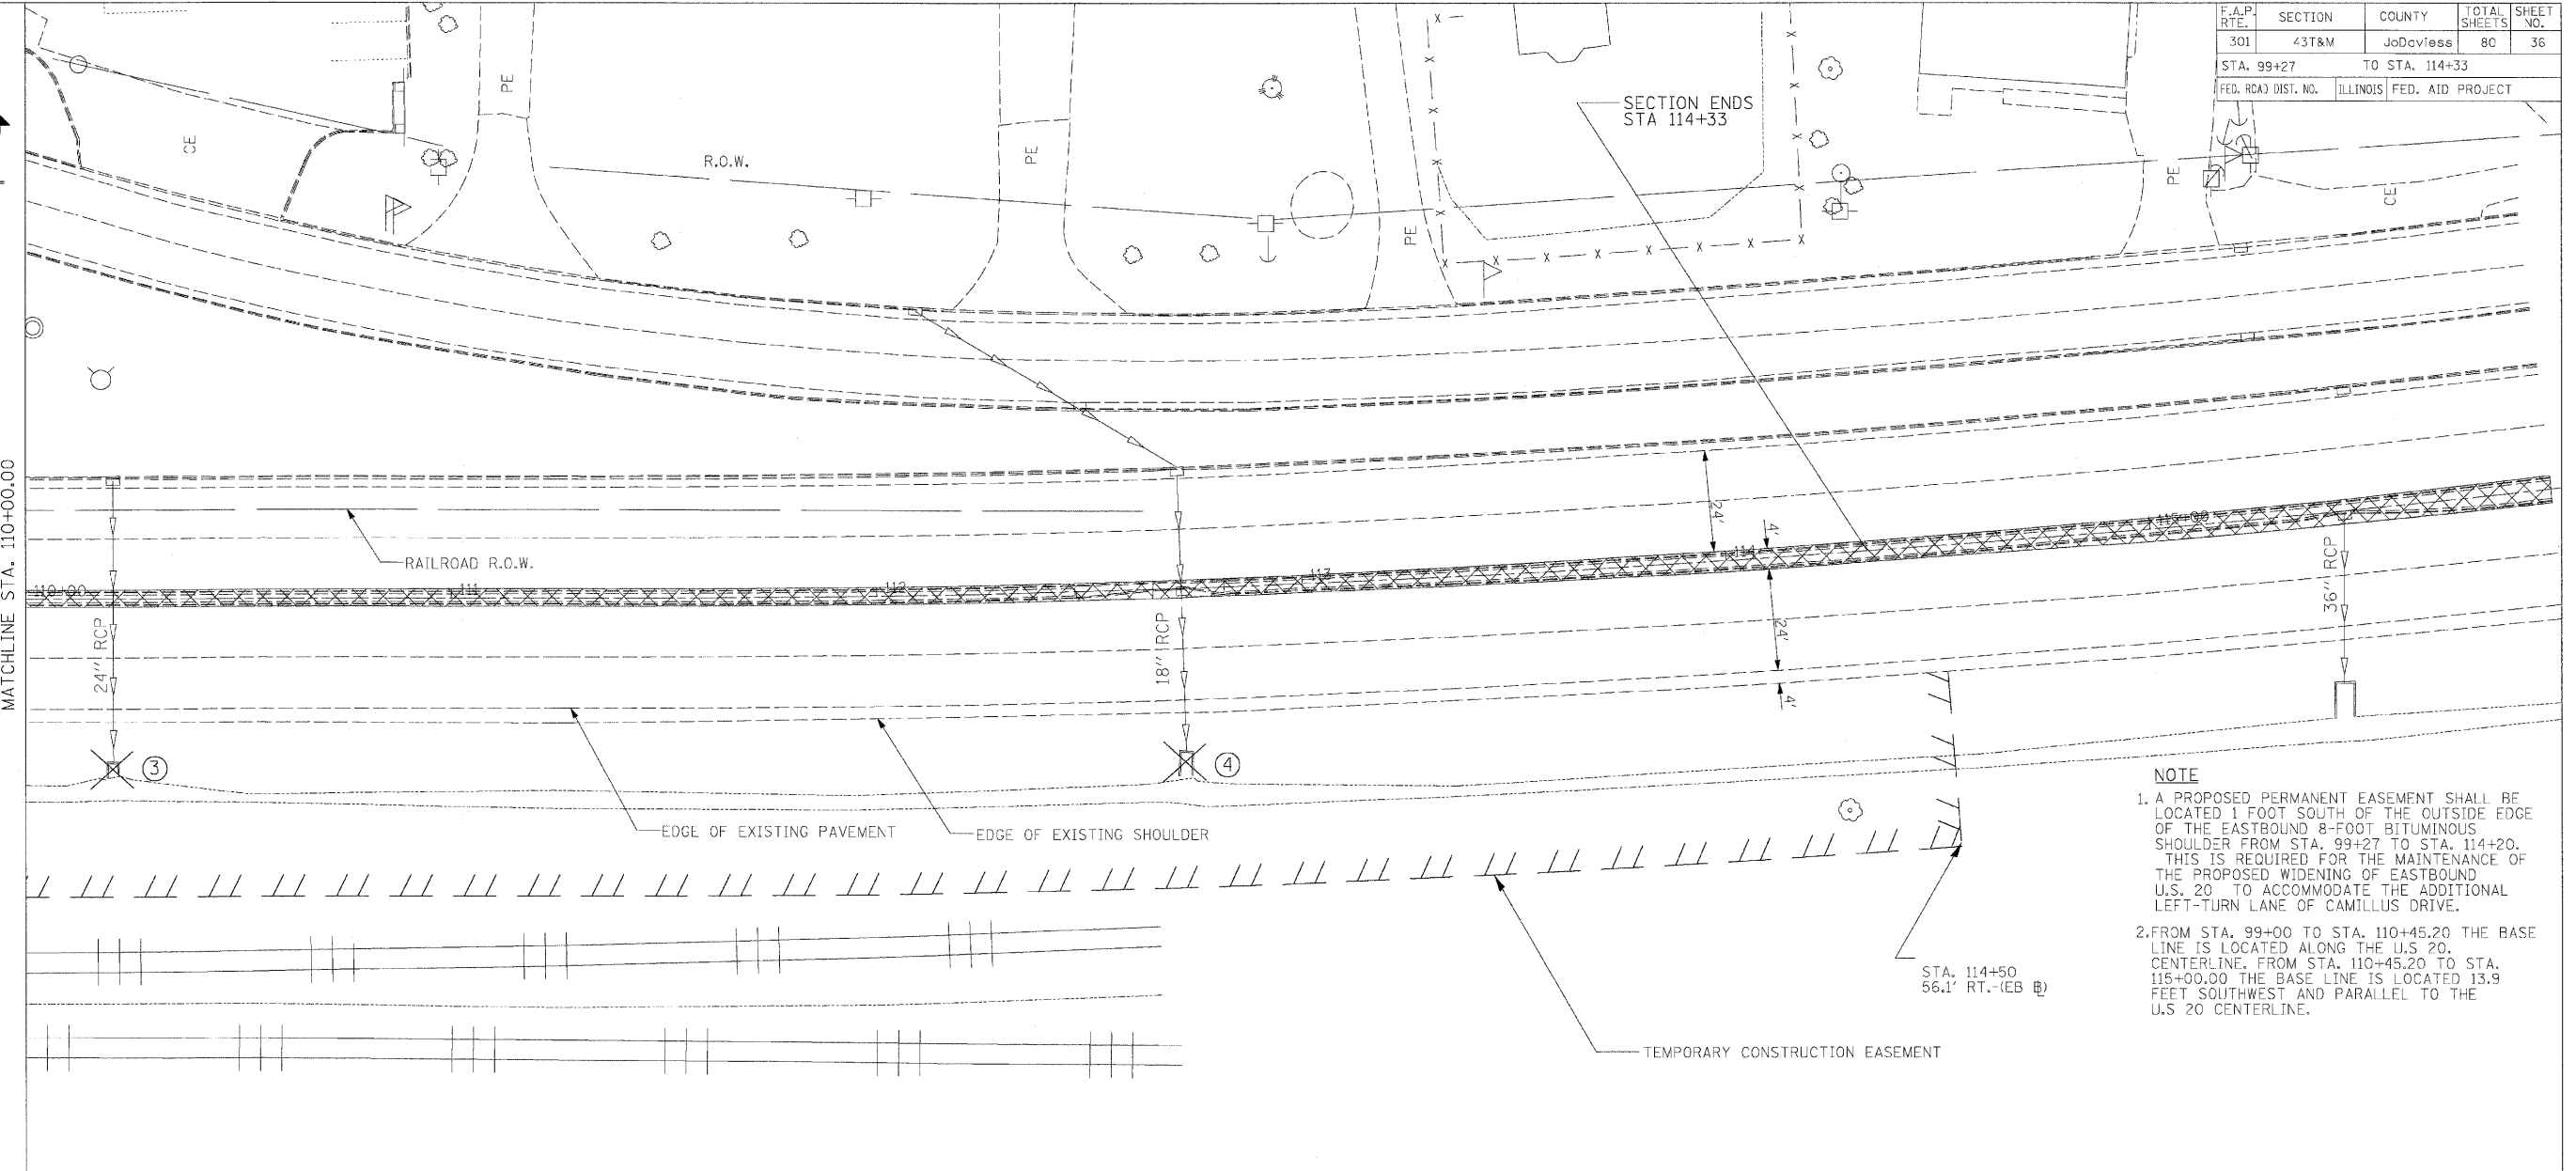 F.A.P. RTE.
SECTION
COUNTY
TOTAL SHEETS
SHEET NO.
301
43T&M
JoDaviess
80
36
STA. 99+27 TO STA. 114+33
FED. ROAD DIST. NO.
ILLINOIS
FED. AID PROJECT
SECTION ENDS
STA 114+33
PE
CE
R.O.W.
PE
PE
PE
CE
MATCHLINE STA. 110+00.00
RAILROAD R.O.W.
110+00
111
112
113
114
115+00
24'
4'
24'
4'
24" RCP
18" RCP
36" RCP
3
4
EDGE OF EXISTING PAVEMENT
EDGE OF EXISTING SHOULDER
STA. 114+50
56.1' RT.-(EB ⅊)
TEMPORARY CONSTRUCTION EASEMENT
NOTE
1. A PROPOSED PERMANENT EASEMENT SHALL BE
LOCATED 1 FOOT SOUTH OF THE OUTSIDE EDGE
OF THE EASTBOUND 8-FOOT BITUMINOUS
SHOULDER FROM STA. 99+27 TO STA. 114+20.
THIS IS REQUIRED FOR THE MAINTENANCE OF
THE PROPOSED WIDENING OF EASTBOUND
U.S. 20 TO ACCOMMODATE THE ADDITIONAL
LEFT-TURN LANE OF CAMILLUS DRIVE.
2.FROM STA. 99+00 TO STA. 110+45.20 THE BASE
LINE IS LOCATED ALONG THE U.S 20.
CENTERLINE. FROM STA. 110+45.20 TO STA.
115+00.00 THE BASE LINE IS LOCATED 13.9
FEET SOUTHWEST AND PARALLEL TO THE
U.S 20 CENTERLINE.